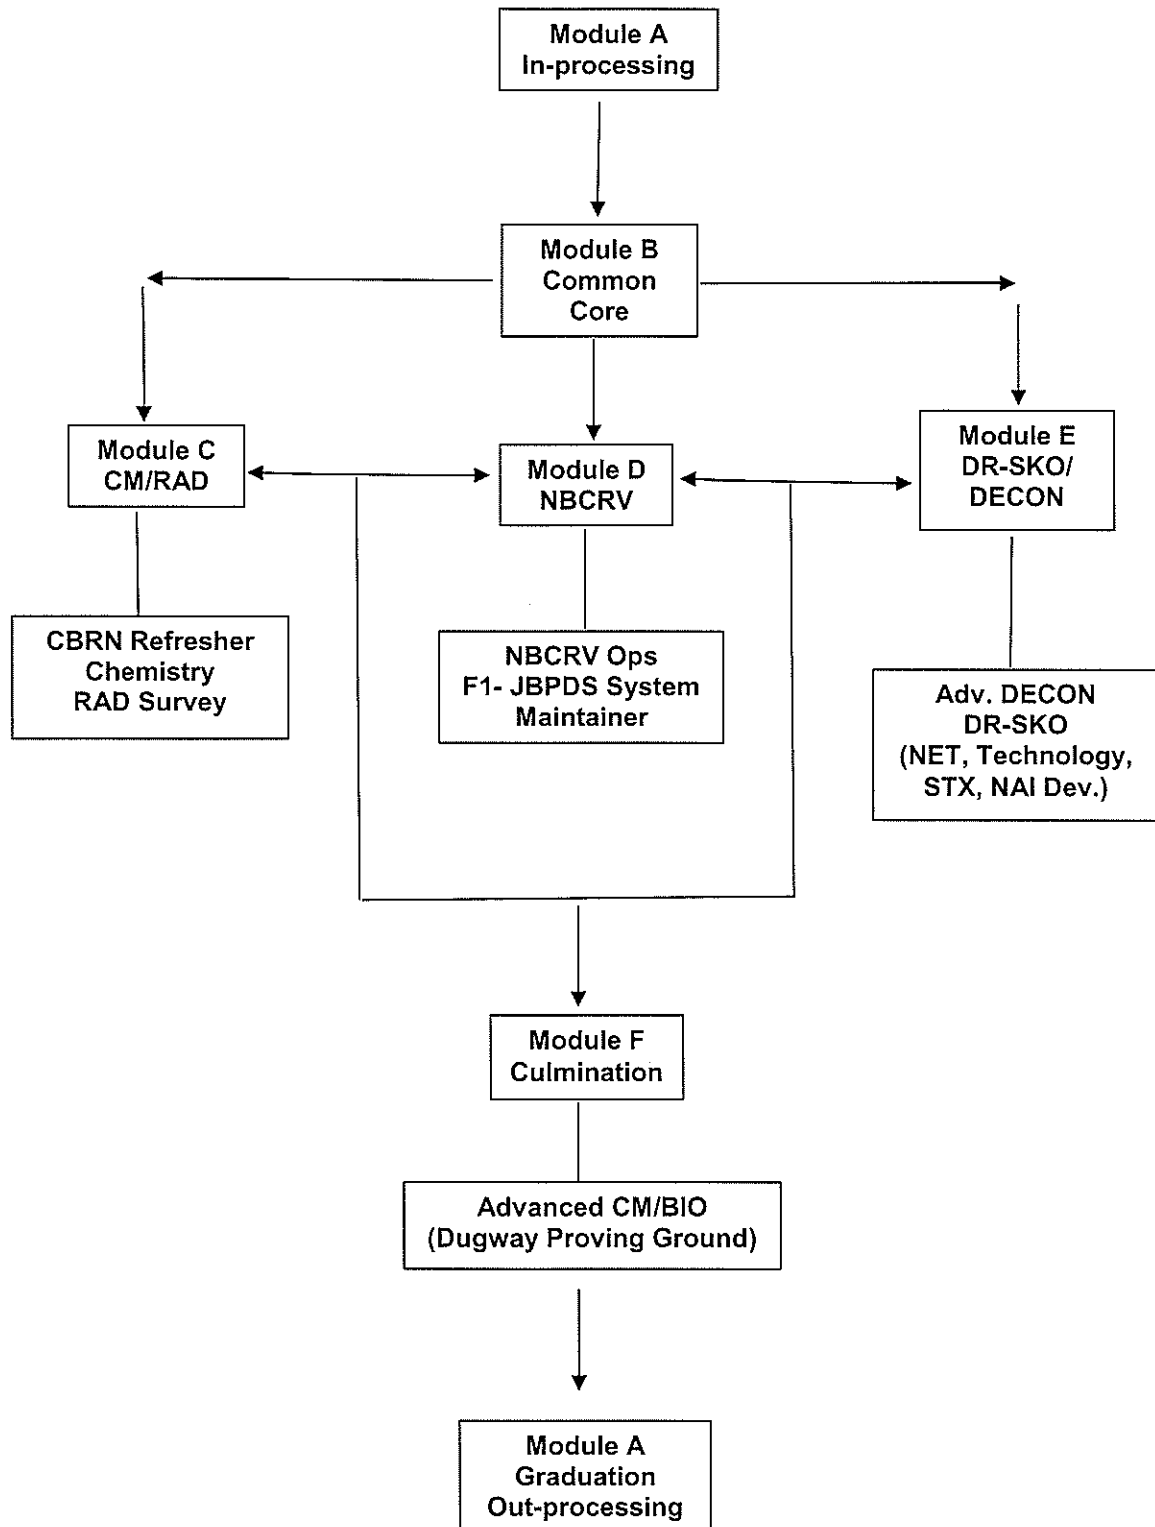 Module A
In-processing
Module B
Common
Core
Module C
CM/RAD
Module D
NBCRV
Module E
DR-SKO/
DECON
CBRN Refresher
Chemistry
RAD Survey
NBCRV Ops
F1- JBPDS System
Maintainer
Adv. DECON
DR-SKO
(NET, Technology,
STX, NAI Dev.)
Module F
Culmination
Advanced CM/BIO
(Dugway Proving Ground)
Module A
Graduation
Out-processing